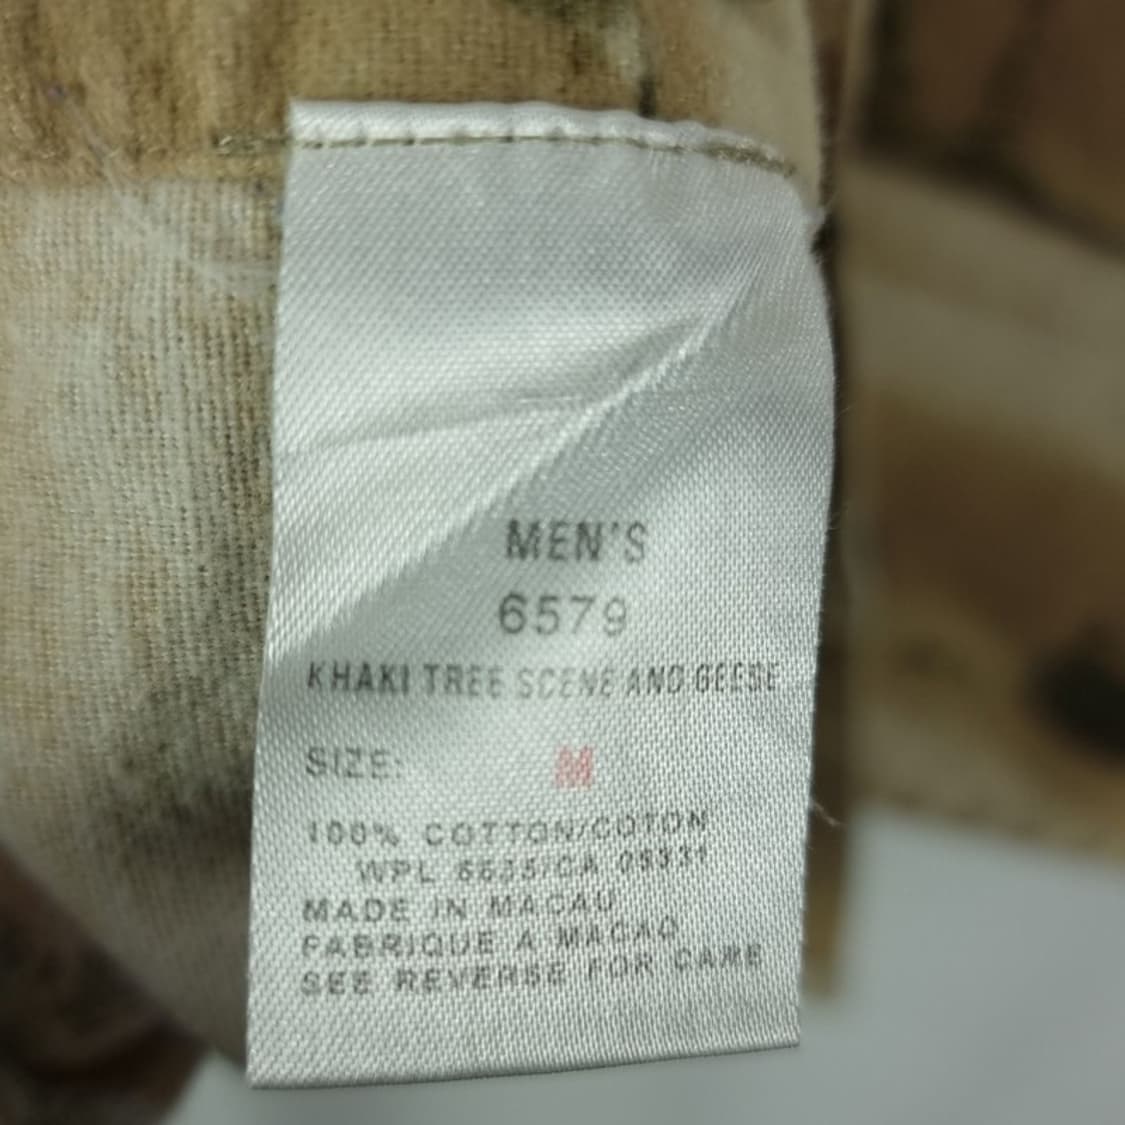 MEN'S
6579
KHAKI TREE SCENE AND GEESE
SIZE: M
100% COTTON/COTON
WPL 6635/CA 09331
MADE IN MACAU
FABRIQUE A MACAO
SEE REVERSE FOR CARE